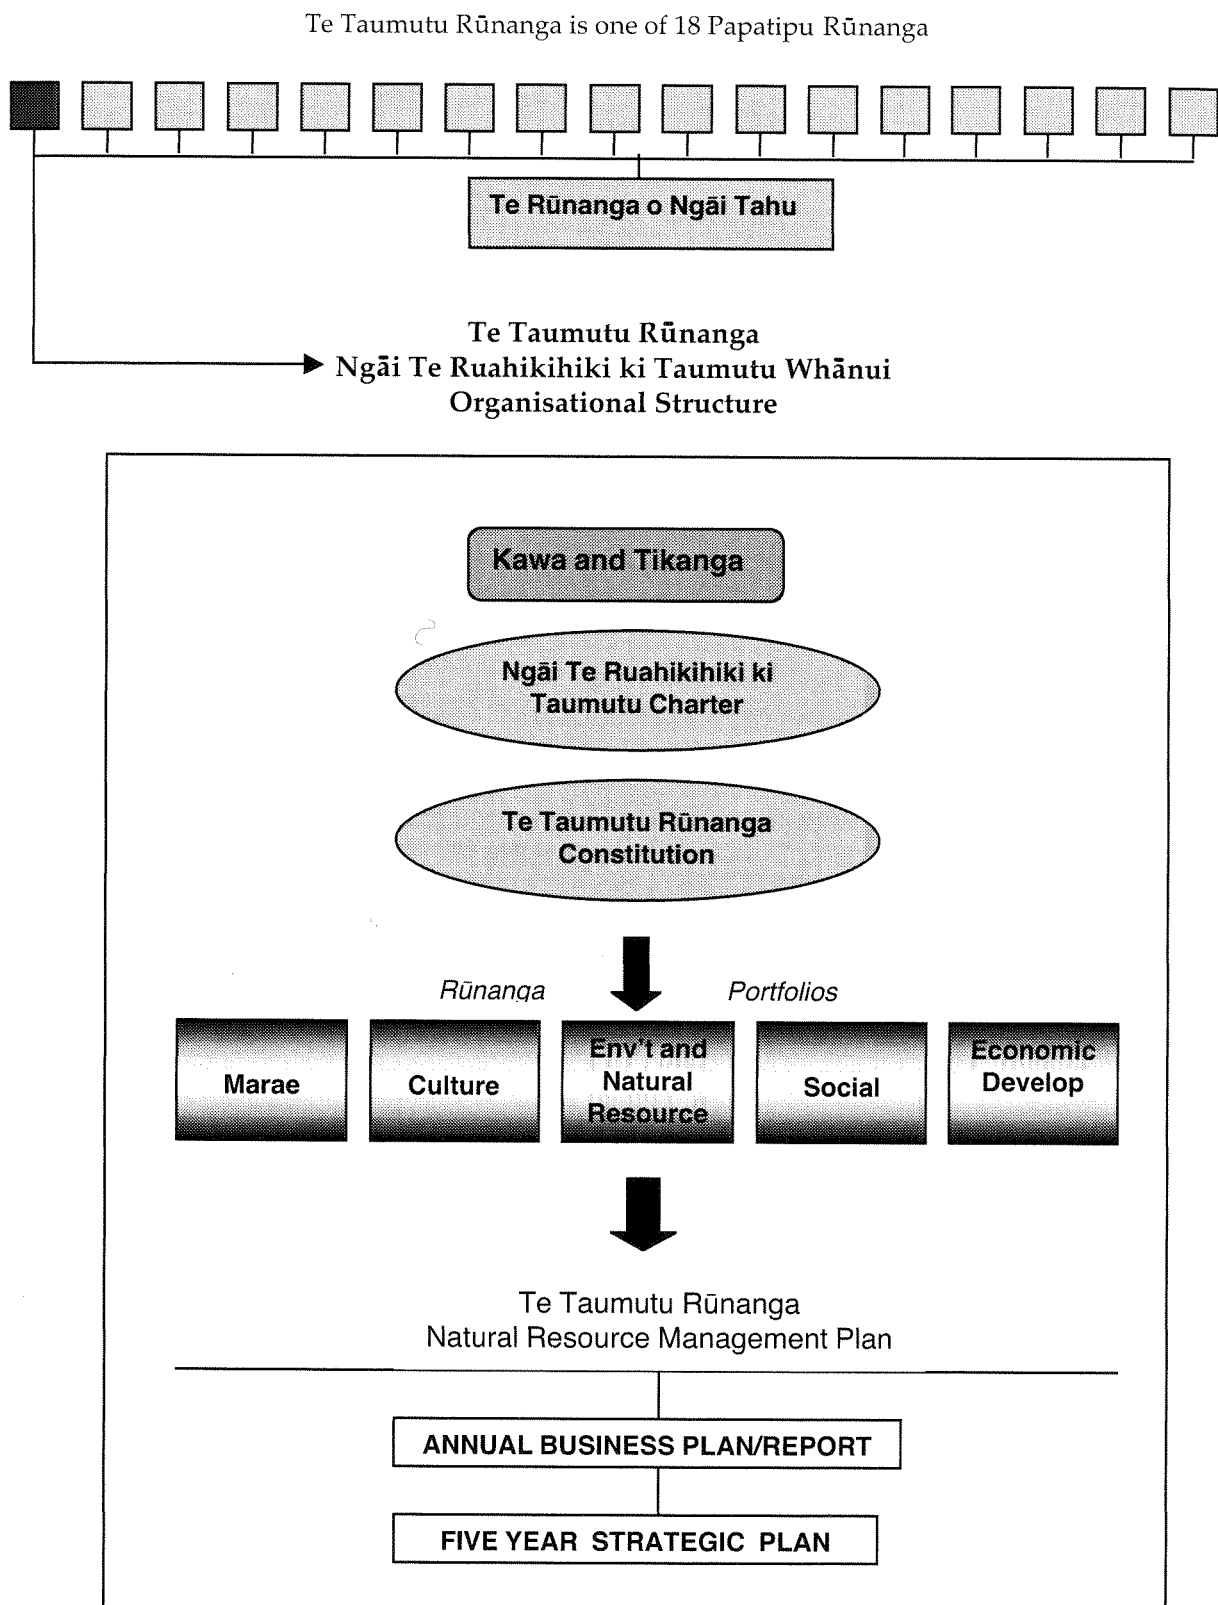 Te Taumutu Rūnanga is one of 18 Papatipu Rūnanga
Te Rūnanga o Ngāi Tahu
Te Taumutu Rūnanga
Ngāi Te Ruahikihiki ki Taumutu Whānui
Organisational Structure
Kawa and Tikanga
Ngāi Te Ruahikihiki ki
Taumutu Charter
Te Taumutu Rūnanga
Constitution
Rūnanga Portfolios
Marae
Culture
Env't and
Natural
Resource
Social
Economic
Develop
Te Taumutu Rūnanga
Natural Resource Management Plan
ANNUAL BUSINESS PLAN/REPORT
FIVE YEAR STRATEGIC PLAN